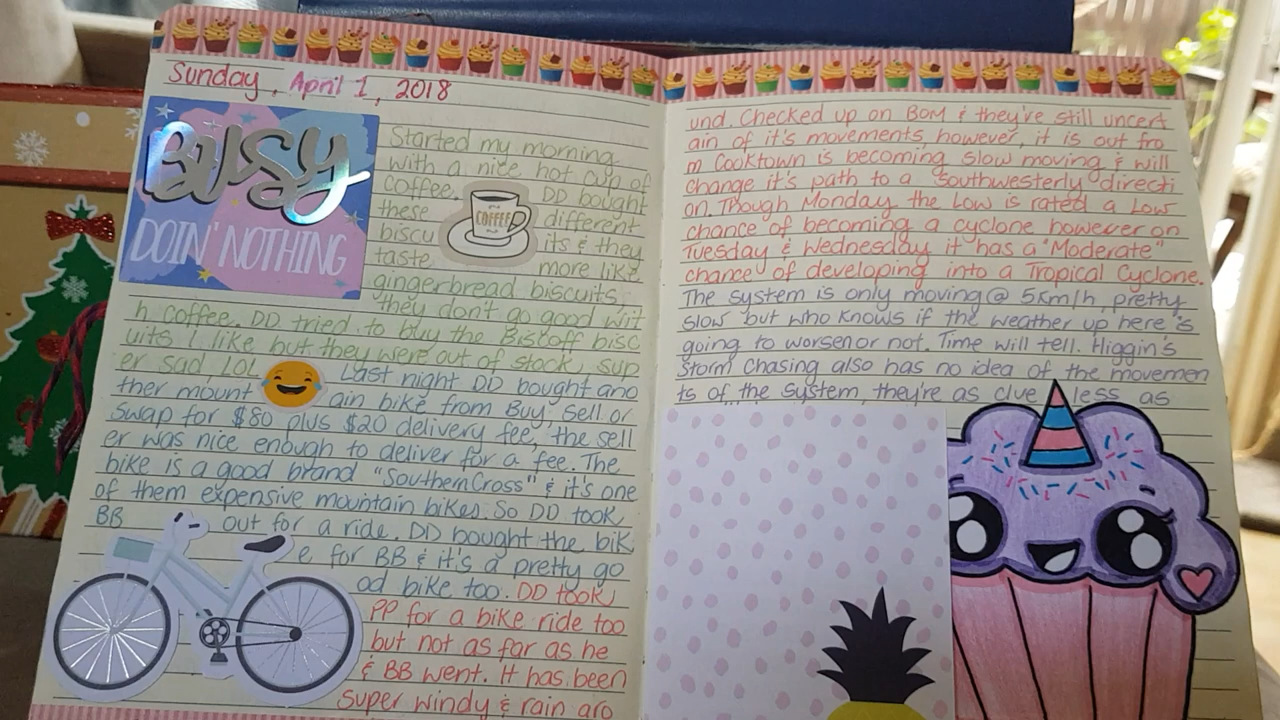 Sunday, April 1, 2018
BUSY
DOIN' NOTHING
Started my morning
with a nice hot cup of
coffee. DD bought
these different
biscu its & they
taste more like
gingerbread biscuits,
they don't go good wit
h coffee. DD tried to buy the Biscoff bisc
uits I like but they were out of stock, sup
er sad LOL Last night DD bought ano
ther mount ain bike from Buy, Sell or
Swap for $80 plus $20 delivery fee, the sell
er was nice enough to deliver for a fee. The
bike is a good brand "SouthernCross" & it's one
of them expensive mountain bikes. So DD took
BB out for a ride. DD bought the bik
e for BB & it's a pretty go
od bike too. DD took
PP for a bike ride too
but not as far as he
& BB went. It has been
super windy & rain aro
COFFEE
und. Checked up on BOM & they're still uncert
ain of it's movements, however, it is out fro
m Cooktown is becoming slow moving & will
change it's path to a southwesterly directi
on. Though Monday the Low is rated a Low
chance of becoming a cyclone however on
Tuesday & Wednesday it has a "Moderate"
chance of developing into a Tropical Cyclone.
The system is only moving @ 5km/h, pretty
slow but who knows if the weather up here is
going to worsen or not. Time will tell. Higgin's
Storm Chasing also has no idea of the movemen
ts of the system, they're as clue less as